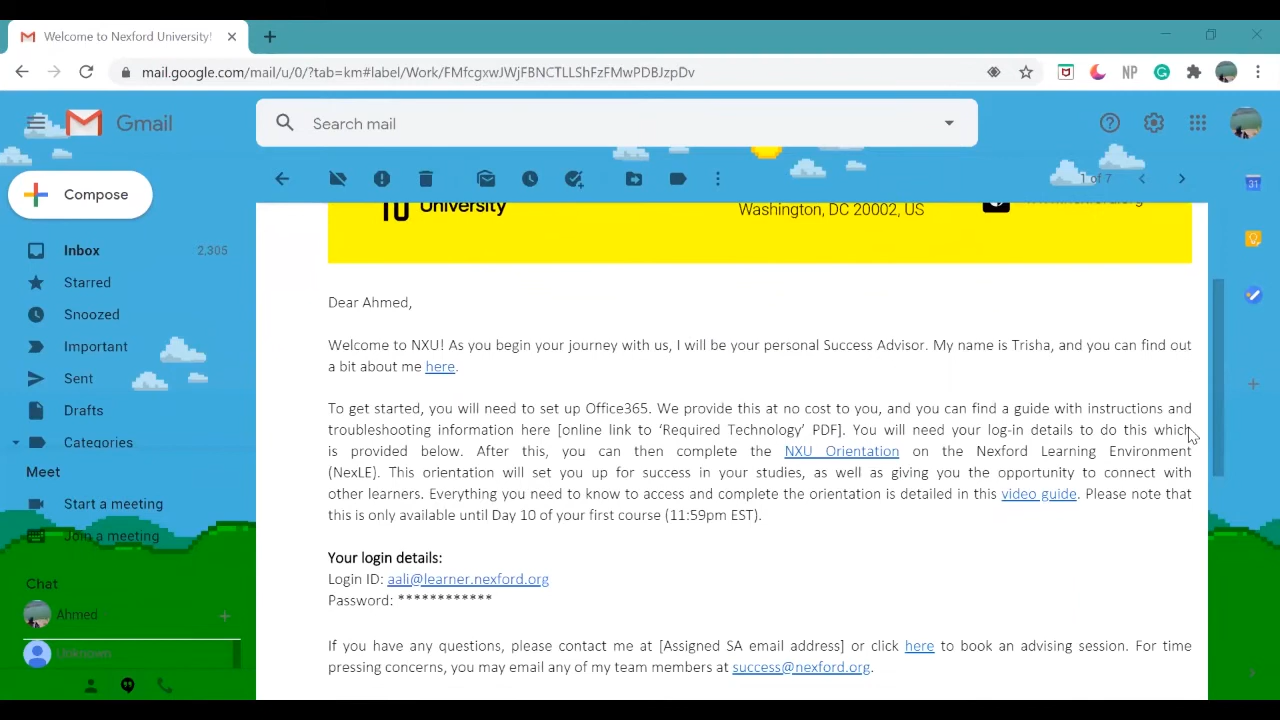 Welcome to Nexford University!
mail.google.com/mail/u/0/?tab=km#label/Work/FMfcgxwJWjFBNCTLLShFzFMwPDBJzpDv
NP
Gmail
Search mail
1 of 7
Compose
Inbox 2,305
Starred
Snoozed
Important
Sent
Drafts
Categories
Meet
Start a meeting
Join a meeting
Chat
Ahmed
Unknown
31
University
Washington, DC 20002, US
Dear Ahmed,
Welcome to NXU! As you begin your journey with us, I will be your personal Success Advisor. My name is Trisha, and you can find out
a bit about me here.
To get started, you will need to set up Office365. We provide this at no cost to you, and you can find a guide with instructions and
troubleshooting information here [online link to ‘Required Technology’ PDF]. You will need your log-in details to do this which
is provided below. After this, you can then complete the NXU Orientation on the Nexford Learning Environment
(NexLE). This orientation will set you up for success in your studies, as well as giving you the opportunity to connect with
other learners. Everything you need to know to access and complete the orientation is detailed in this video guide. Please note that
this is only available until Day 10 of your first course (11:59pm EST).
Your login details:
Login ID: aali@learner.nexford.org
Password: ************
If you have any questions, please contact me at [Assigned SA email address] or click here to book an advising session. For time
pressing concerns, you may email any of my team members at success@nexford.org.